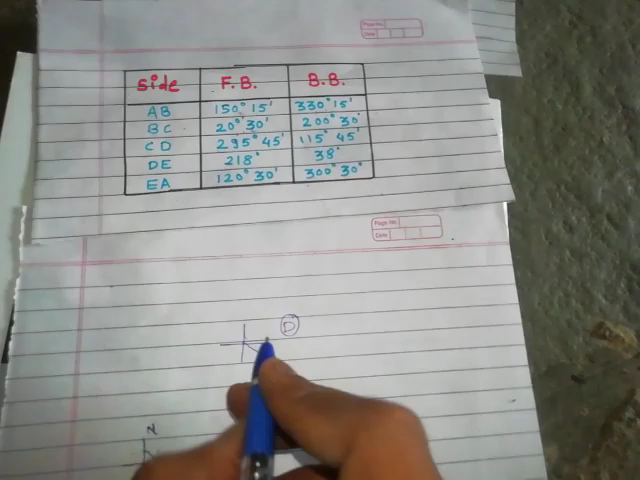 Page No.
Date
side F.B. B.B.
AB 150° 15' 330° 15'
BC 20° 30' 200° 30'
CD 295° 45' 115° 45'
DE 218° 38°
EA 120° 30' 300° 30'
Page No.
Date
D
N